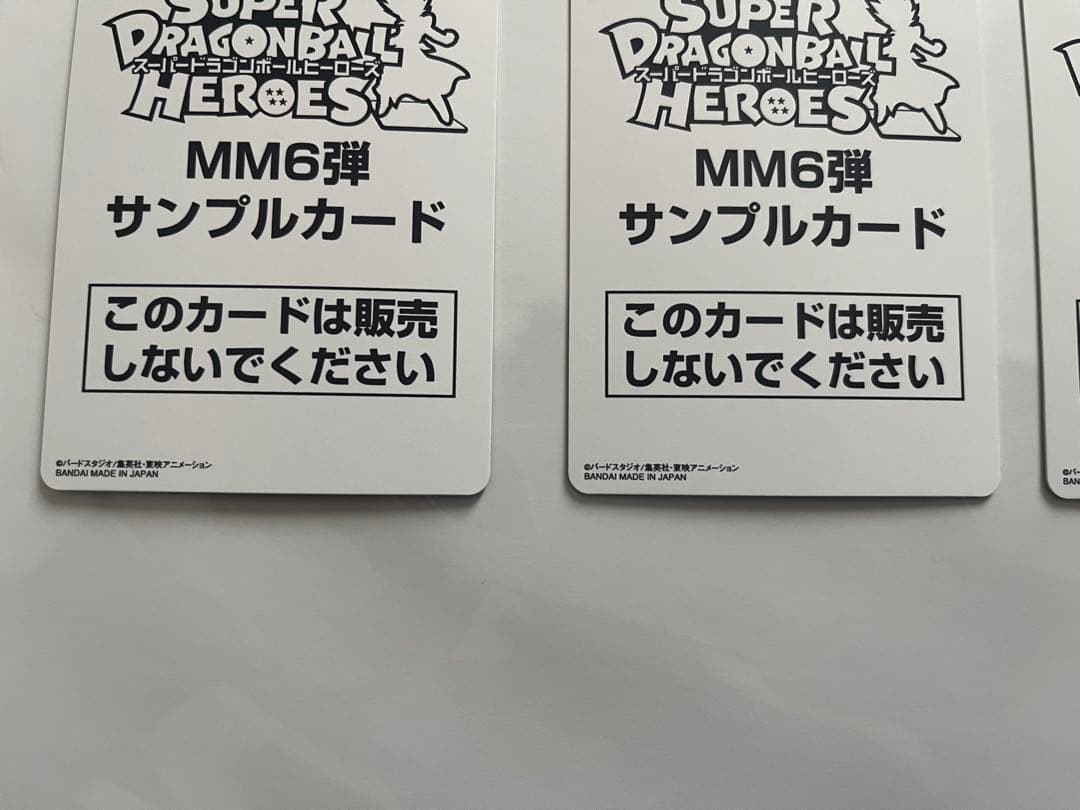 SUPER
DRAGONBALL
スーパードラゴンボールヒーローズ
HEROES
MM6弾
サンプルカード
このカードは販売
しないでください
©バードスタジオ/集英社・東映アニメーション
BANDAI MADE IN JAPAN
SUPER
DRAGONBALL
スーパードラゴンボールヒーローズ
HEROES
MM6弾
サンプルカード
このカードは販売
しないでください
©バードスタジオ/集英社・東映アニメーション
BANDAI MADE IN JAPAN